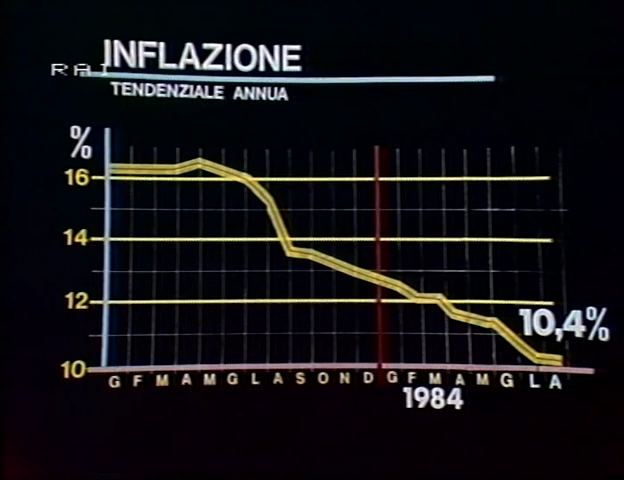 RAI
INFLAZIONE
TENDENZIALE ANNUA
%
16
14
12
10,4%
10
G F M A M G L A S O N D G F M A M G L A
1984